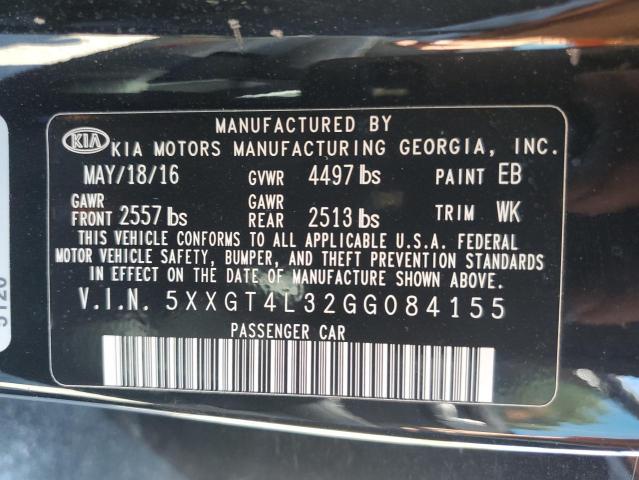 MANUFACTURED BY
KIA KIA MOTORS MANUFACTURING GEORGIA, INC.
MAY/18/16 GVWR 4497 lbs PAINT EB
GAWR FRONT 2557 lbs GAWR REAR 2513 lbs TRIM WK
THIS VEHICLE CONFORMS TO ALL APPLICABLE U.S.A. FEDERAL
MOTOR VEHICLE SAFETY, BUMPER, AND THEFT PREVENTION STANDARDS
IN EFFECT ON THE DATE OF MANUFACTURE SHOWN ABOVE.
V.I.N. 5XXGT4L32GG084155
PASSENGER CAR